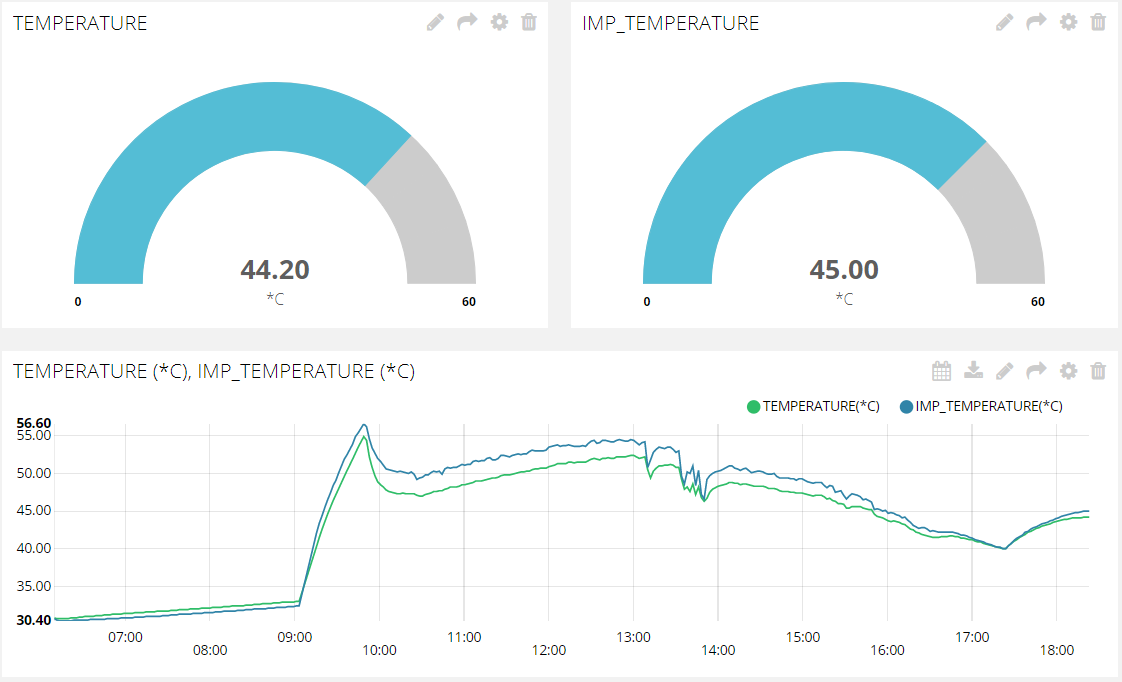 TEMPERATURE
44.20
*C
0
60
IMP_TEMPERATURE
45.00
*C
0
60
TEMPERATURE (*C), IMP_TEMPERATURE (*C)
TEMPERATURE(*C) IMP_TEMPERATURE(*C)
56.60
55.00
50.00
45.00
40.00
35.00
30.40
07:00 09:00 11:00 13:00 15:00 17:00
08:00 10:00 12:00 14:00 16:00 18:00